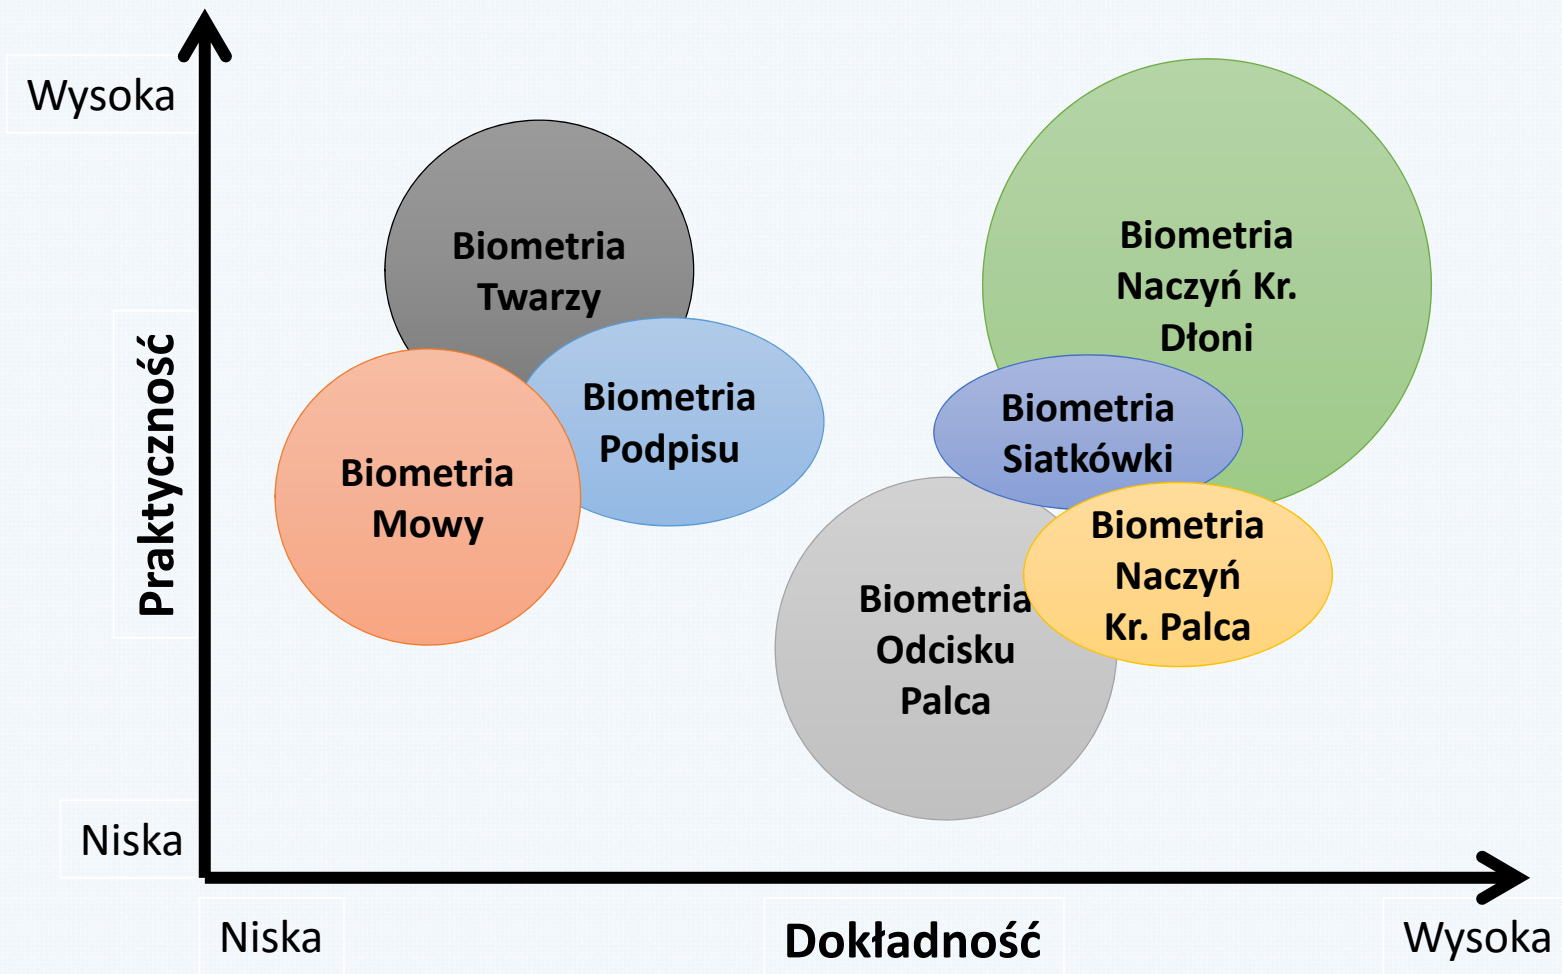 Wysoka
Biometria
Twarzy
Biometria
Naczyń Kr.
Dłoni
Praktyczność
Biometria
Podpisu
Biometria
Siatkówki
Biometria
Mowy
Biometria
Naczyń
Kr. Palca
Biometria
Odcisku
Palca
Niska
Niska
Dokładność
Wysoka